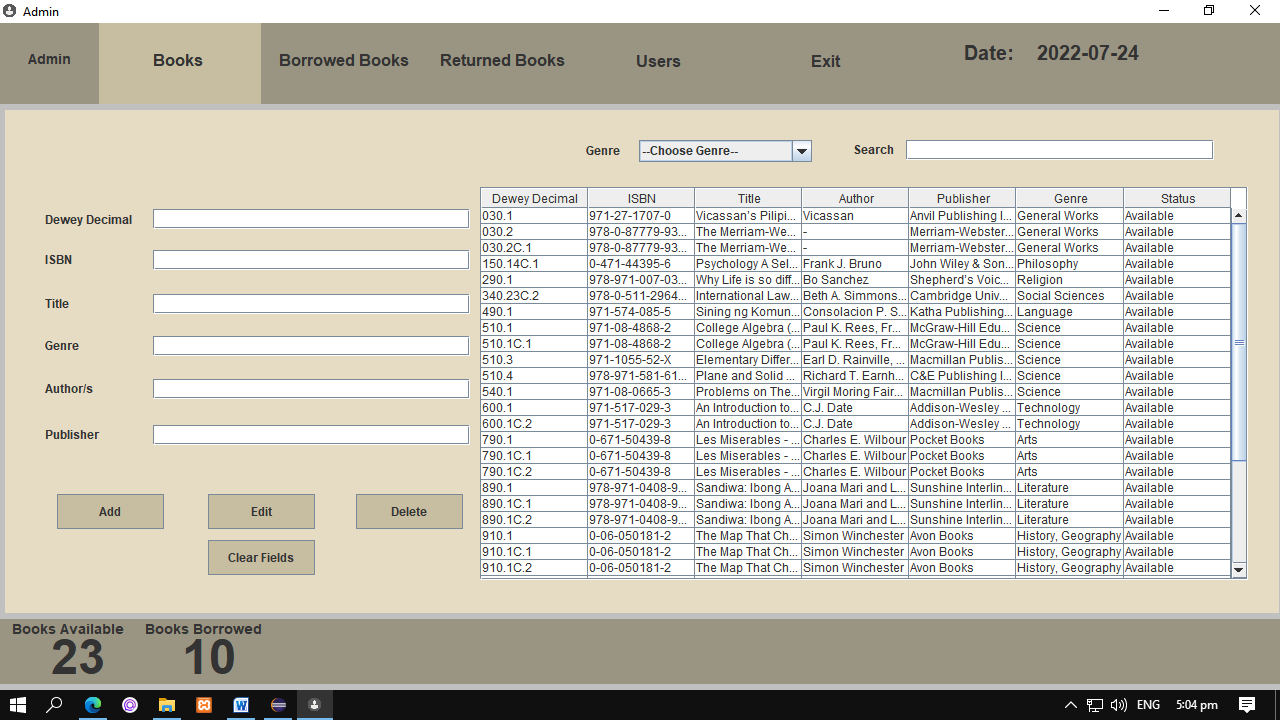 Admin
Admin Books Borrowed Books Returned Books Users Exit Date: 2022-07-24
Genre --Choose Genre-- Search
Dewey Decimal
ISBN
Title
Genre
Author/s
Publisher
Add Edit Delete
Clear Fields
Dewey Decimal ISBN Title Author Publisher Genre Status
030.1 971-27-1707-0 Vicassan's Pilipi... Vicassan Anvil Publishing I... General Works Available
030.2 978-0-87779-93... The Merriam-We... - Merriam-Webster... General Works Available
030.2C.1 978-0-87779-93... The Merriam-We... - Merriam-Webster... General Works Available
150.14C.1 0-471-44395-6 Psychology A Sel... Frank J. Bruno John Wiley & Son... Philosophy Available
290.1 978-971-007-03... Why Life is so diff... Bo Sanchez Shepherd's Voic... Religion Available
340.23C.2 978-0-511-2964... International Law... Beth A. Simmons... Cambridge Univ... Social Sciences Available
490.1 971-574-085-5 Sining ng Komun... Consolacion P. S... Katha Publishing... Language Available
510.1 971-08-4868-2 College Algebra (... Paul K. Rees, Fr... McGraw-Hill Edu... Science Available
510.1C.1 971-08-4868-2 College Algebra (... Paul K. Rees, Fr... McGraw-Hill Edu... Science Available
510.3 971-1055-52-X Elementary Differ... Earl D. Rainville, ... Macmillan Publis... Science Available
510.4 978-971-581-61... Plane and Solid ... Richard T. Earnh... C&E Publishing I... Science Available
540.1 971-08-0665-3 Problems on The... Virgil Moring Fair... Macmillan Publis... Science Available
600.1 971-517-029-3 An Introduction to... C.J. Date Addison-Wesley ... Technology Available
600.1C.2 971-517-029-3 An Introduction to... C.J. Date Addison-Wesley ... Technology Available
790.1 0-671-50439-8 Les Miserables - ... Charles E. Wilbour Pocket Books Arts Available
790.1C.1 0-671-50439-8 Les Miserables - ... Charles E. Wilbour Pocket Books Arts Available
790.1C.2 0-671-50439-8 Les Miserables - ... Charles E. Wilbour Pocket Books Arts Available
890.1 978-971-0408-9... Sandiwa: Ibong A... Joana Mari and L... Sunshine Interlin... Literature Available
890.1C.1 978-971-0408-9... Sandiwa: Ibong A... Joana Mari and L... Sunshine Interlin... Literature Available
890.1C.2 978-971-0408-9... Sandiwa: Ibong A... Joana Mari and L... Sunshine Interlin... Literature Available
910.1 0-06-050181-2 The Map That Ch... Simon Winchester Avon Books History, Geography Available
910.1C.1 0-06-050181-2 The Map That Ch... Simon Winchester Avon Books History, Geography Available
910.1C.2 0-06-050181-2 The Map That Ch... Simon Winchester Avon Books History, Geography Available
Books Available Books Borrowed
23 10
ENG 5:04 pm